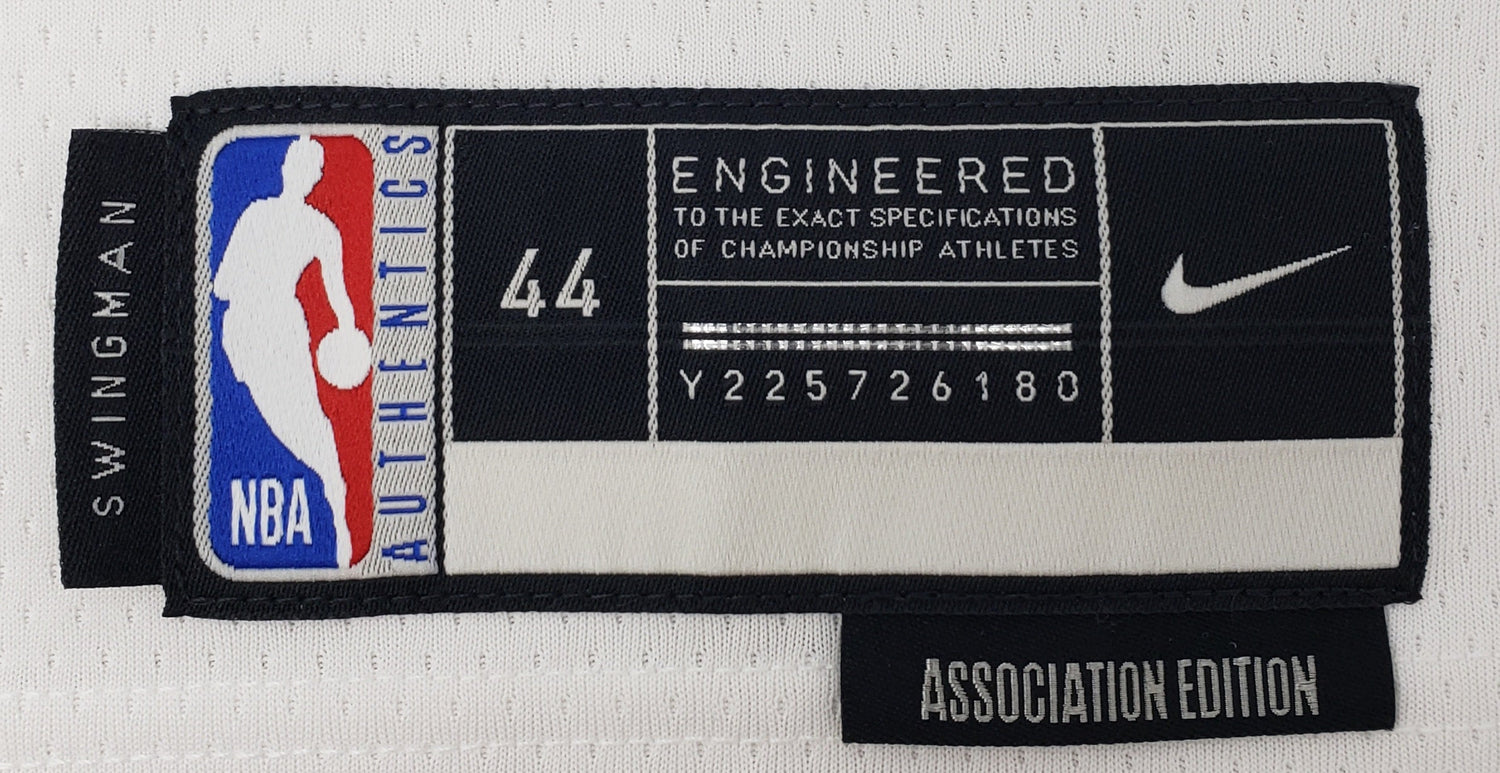 SWINGMAN
NBA
AUTHENTICS
44
ENGINEERED
TO THE EXACT SPECIFICATIONS
OF CHAMPIONSHIP ATHLETES
Y225726180
ASSOCIATION EDITION